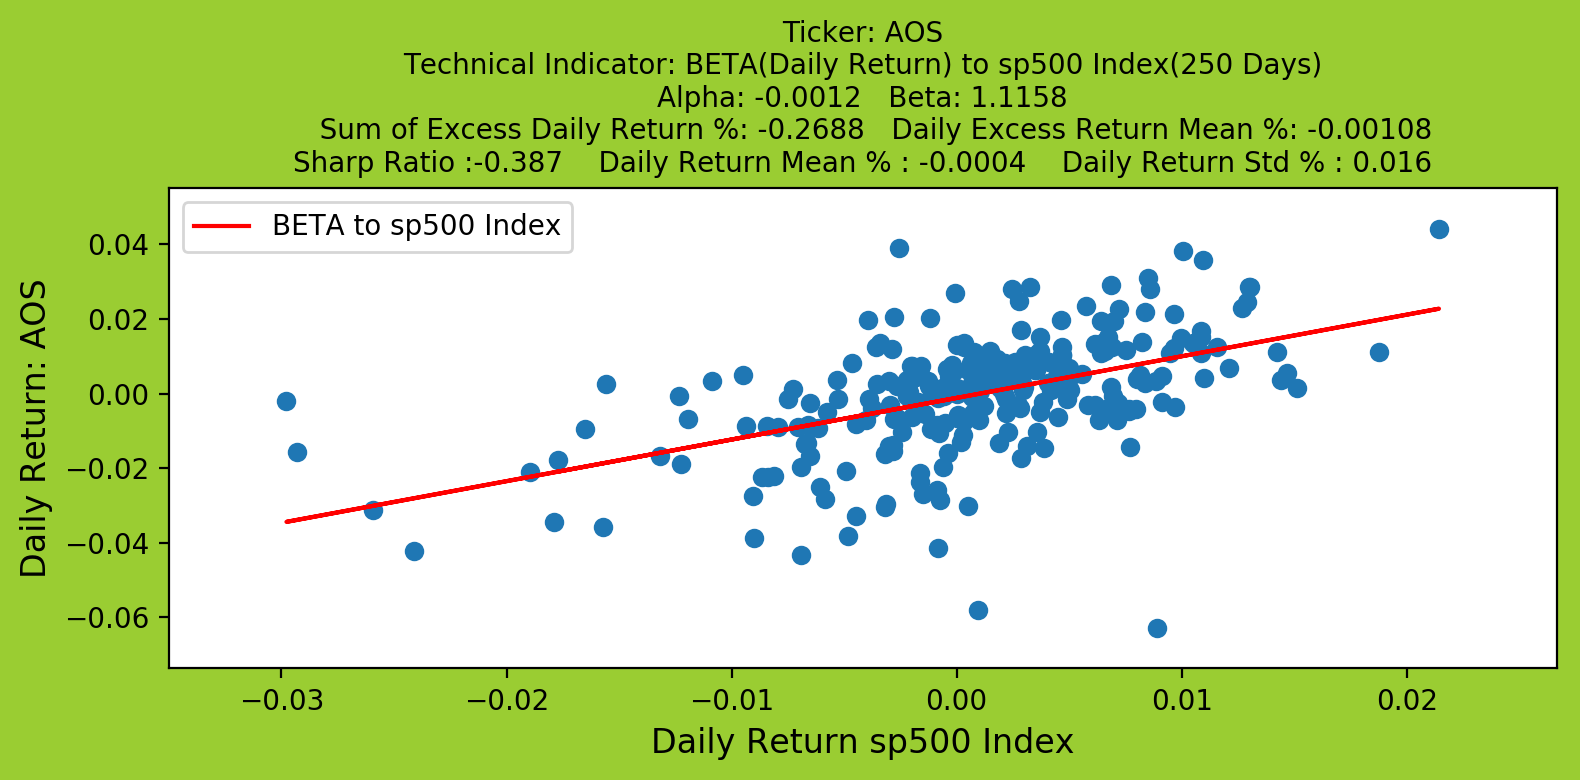 Ticker: AOS
Technical Indicator: BETA(Daily Return) to sp500 Index(250 Days)
Alpha: -0.0012   Beta: 1.1158
Sum of Excess Daily Return %: -0.2688   Daily Excess Return Mean %: -0.00108
Sharp Ratio :-0.387    Daily Return Mean % : -0.0004    Daily Return Std % : 0.016
BETA to sp500 Index
Daily Return: AOS
0.04
0.02
0.00
−0.02
−0.04
−0.06
−0.03
−0.02
−0.01
0.00
0.01
0.02
Daily Return sp500 Index